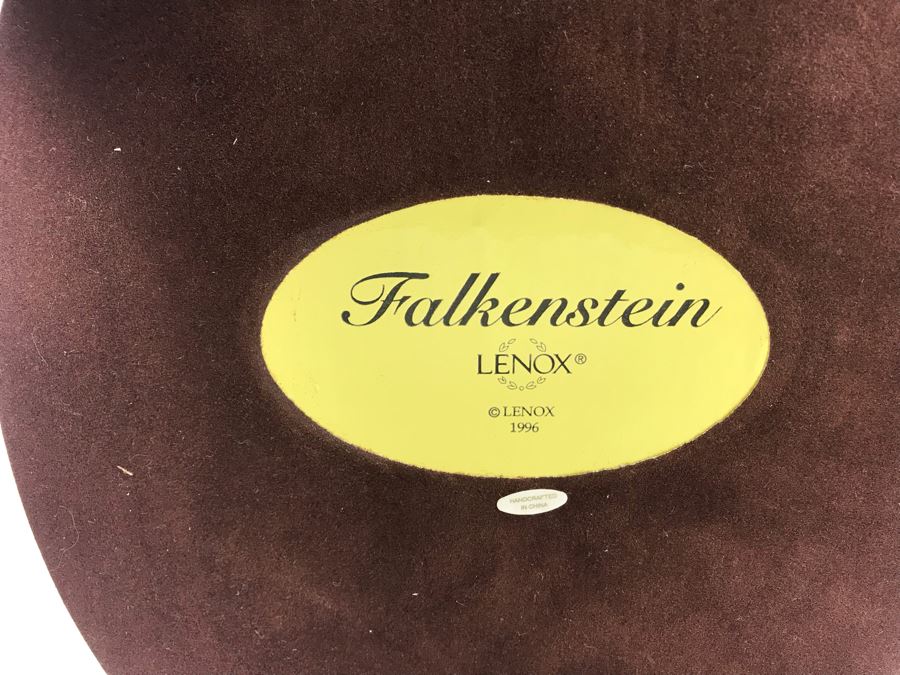 Falkenstein
LENOX®
© LENOX
1996
HANDCRAFTED
IN CHINA